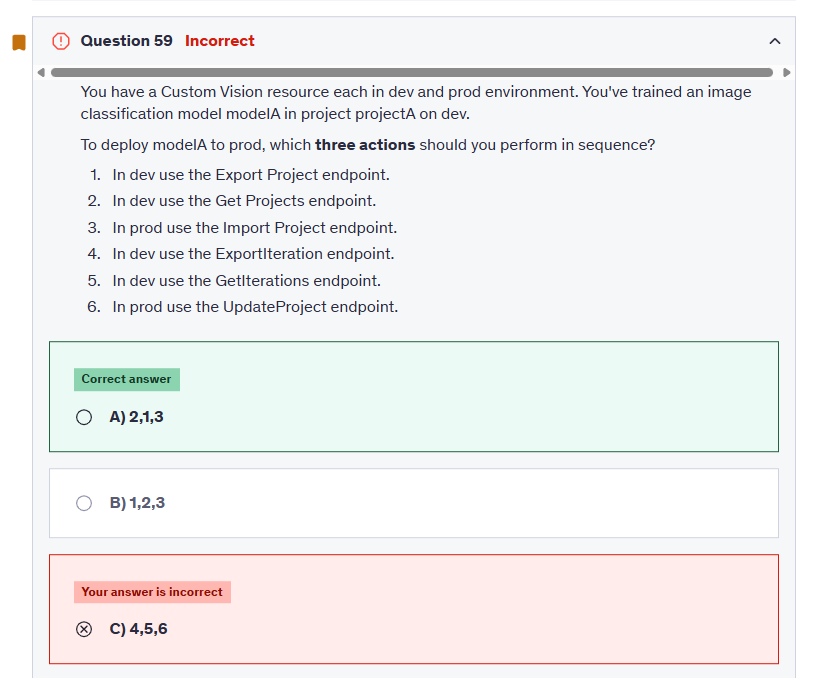 Question 59 Incorrect
You have a Custom Vision resource each in dev and prod environment. You've trained an image
classification model modelA in project projectA on dev.
To deploy modelA to prod, which three actions should you perform in sequence?
1. In dev use the Export Project endpoint.
2. In dev use the Get Projects endpoint.
3. In prod use the Import Project endpoint.
4. In dev use the ExportIteration endpoint.
5. In dev use the GetIterations endpoint.
6. In prod use the UpdateProject endpoint.
Correct answer
A) 2,1,3
B) 1,2,3
Your answer is incorrect
C) 4,5,6